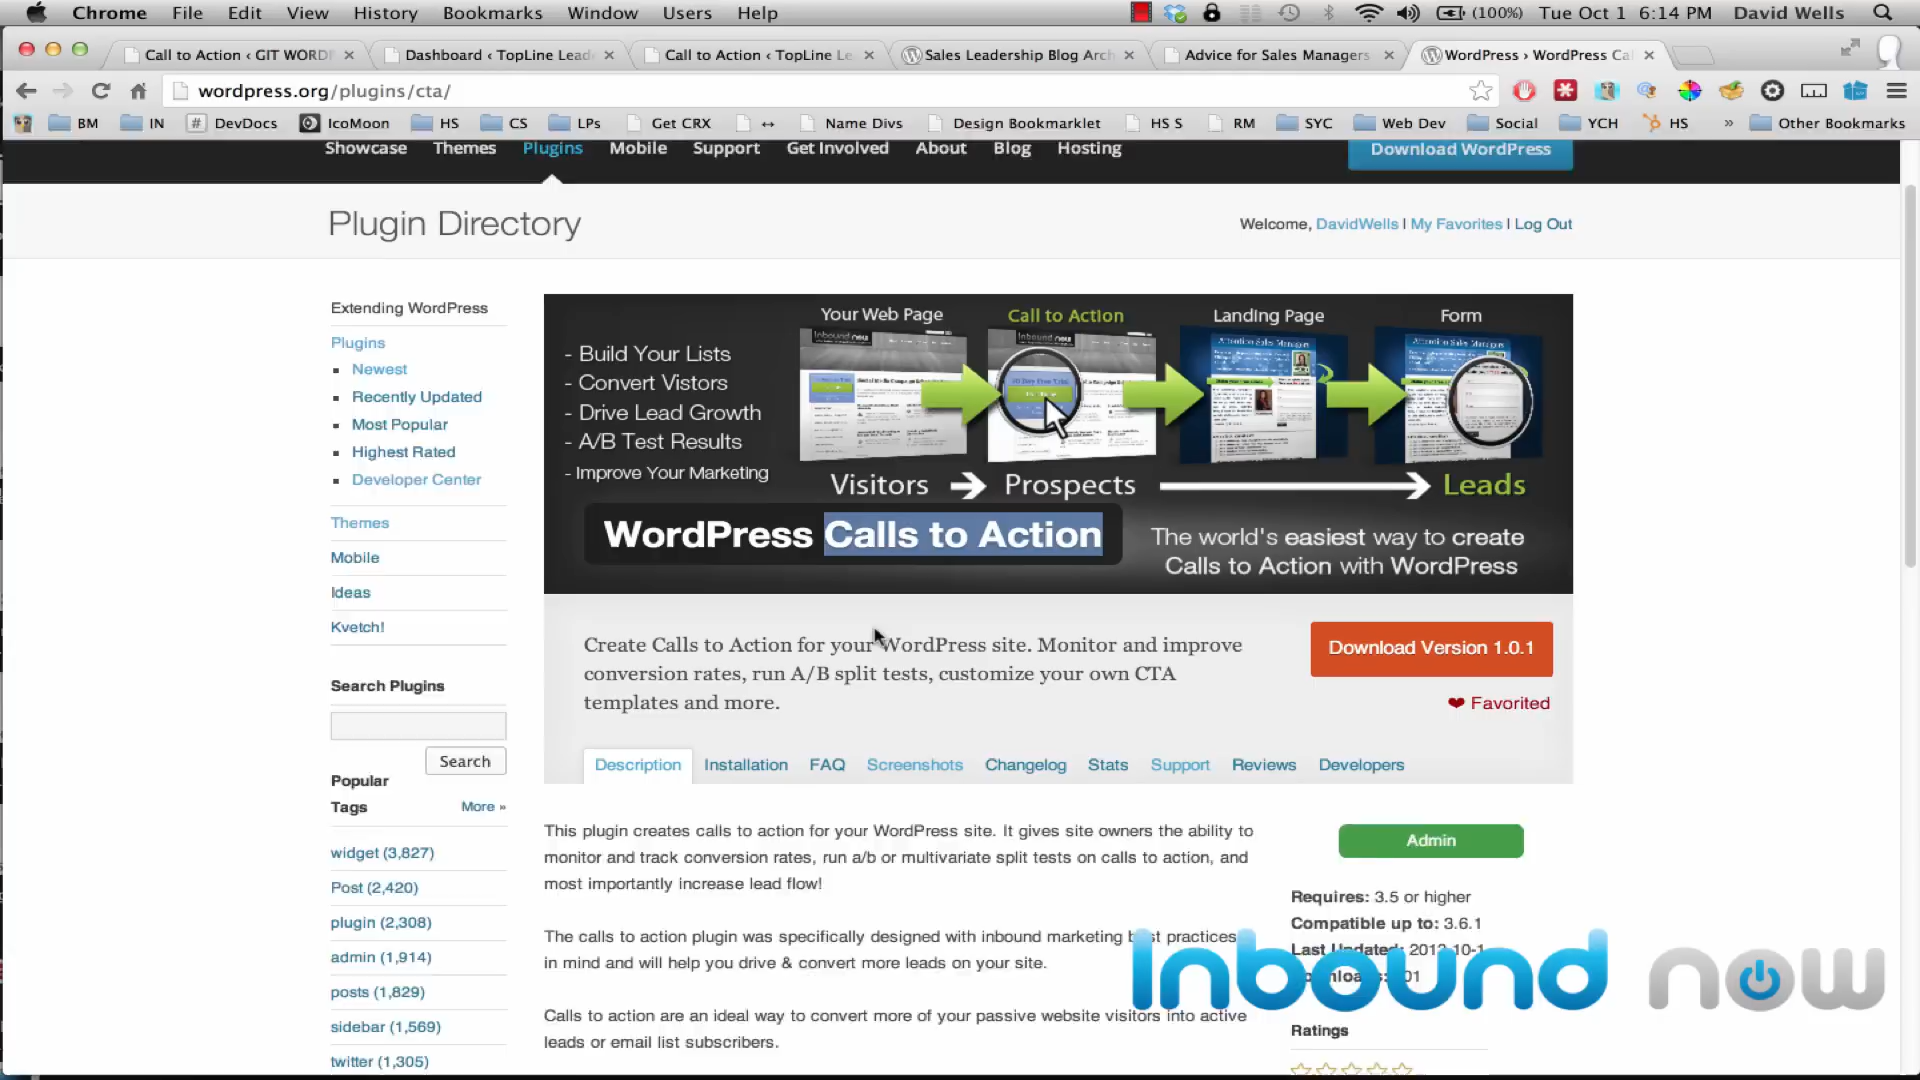 Chrome File Edit View History Bookmarks Window Users Help (100%) Tue Oct 1 6:14 PM David Wells
Call to Action ‹ GIT WORD Dashboard ‹ TopLine Lead Call to Action ‹ TopLine Le Sales Leadership Blog Arch Advice for Sales Managers WordPress › WordPress Ca
wordpress.org/plugins/cta/
BM IN # DevDocs IcoMoon HS CS LPs Get CRX ↔ Name Divs Design Bookmarklet HS S RM SYC Web Dev Social YCH HS » Other Bookmarks
Showcase Themes Plugins Mobile Support Get Involved About Blog Hosting Download WordPress
Plugin Directory
Welcome, DavidWells | My Favorites | Log Out
Extending WordPress
Plugins
Newest
Recently Updated
Most Popular
Highest Rated
Developer Center
Themes
Mobile
Ideas
Kvetch!
Search Plugins
Search
Popular
Tags
More »
widget (3,827)
Post (2,420)
plugin (2,308)
admin (1,914)
posts (1,829)
sidebar (1,569)
twitter (1,305)
Your Web Page Call to Action Landing Page Form
- Build Your Lists
- Convert Vistors
- Drive Lead Growth
- A/B Test Results
- Improve Your Marketing
Visitors Prospects Leads
WordPress Calls to Action
The world's easiest way to create
Calls to Action with WordPress
Create Calls to Action for your WordPress site. Monitor and improve
conversion rates, run A/B split tests, customize your own CTA
templates and more.
Download Version 1.0.1
❤ Favorited
Description Installation FAQ Screenshots Changelog Stats Support Reviews Developers
This plugin creates calls to action for your WordPress site. It gives site owners the ability to
monitor and track conversion rates, run a/b or multivariate split tests on calls to action, and
most importantly increase lead flow!
The calls to action plugin was specifically designed with inbound marketing best practices
in mind and will help you drive & convert more leads on your site.
Calls to action are an ideal way to convert more of your passive website visitors into active
leads or email list subscribers.
Admin
Requires: 3.5 or higher
Compatible up to: 3.6.1
Last Updated: 2013-10-1
Ratings
Inbound now